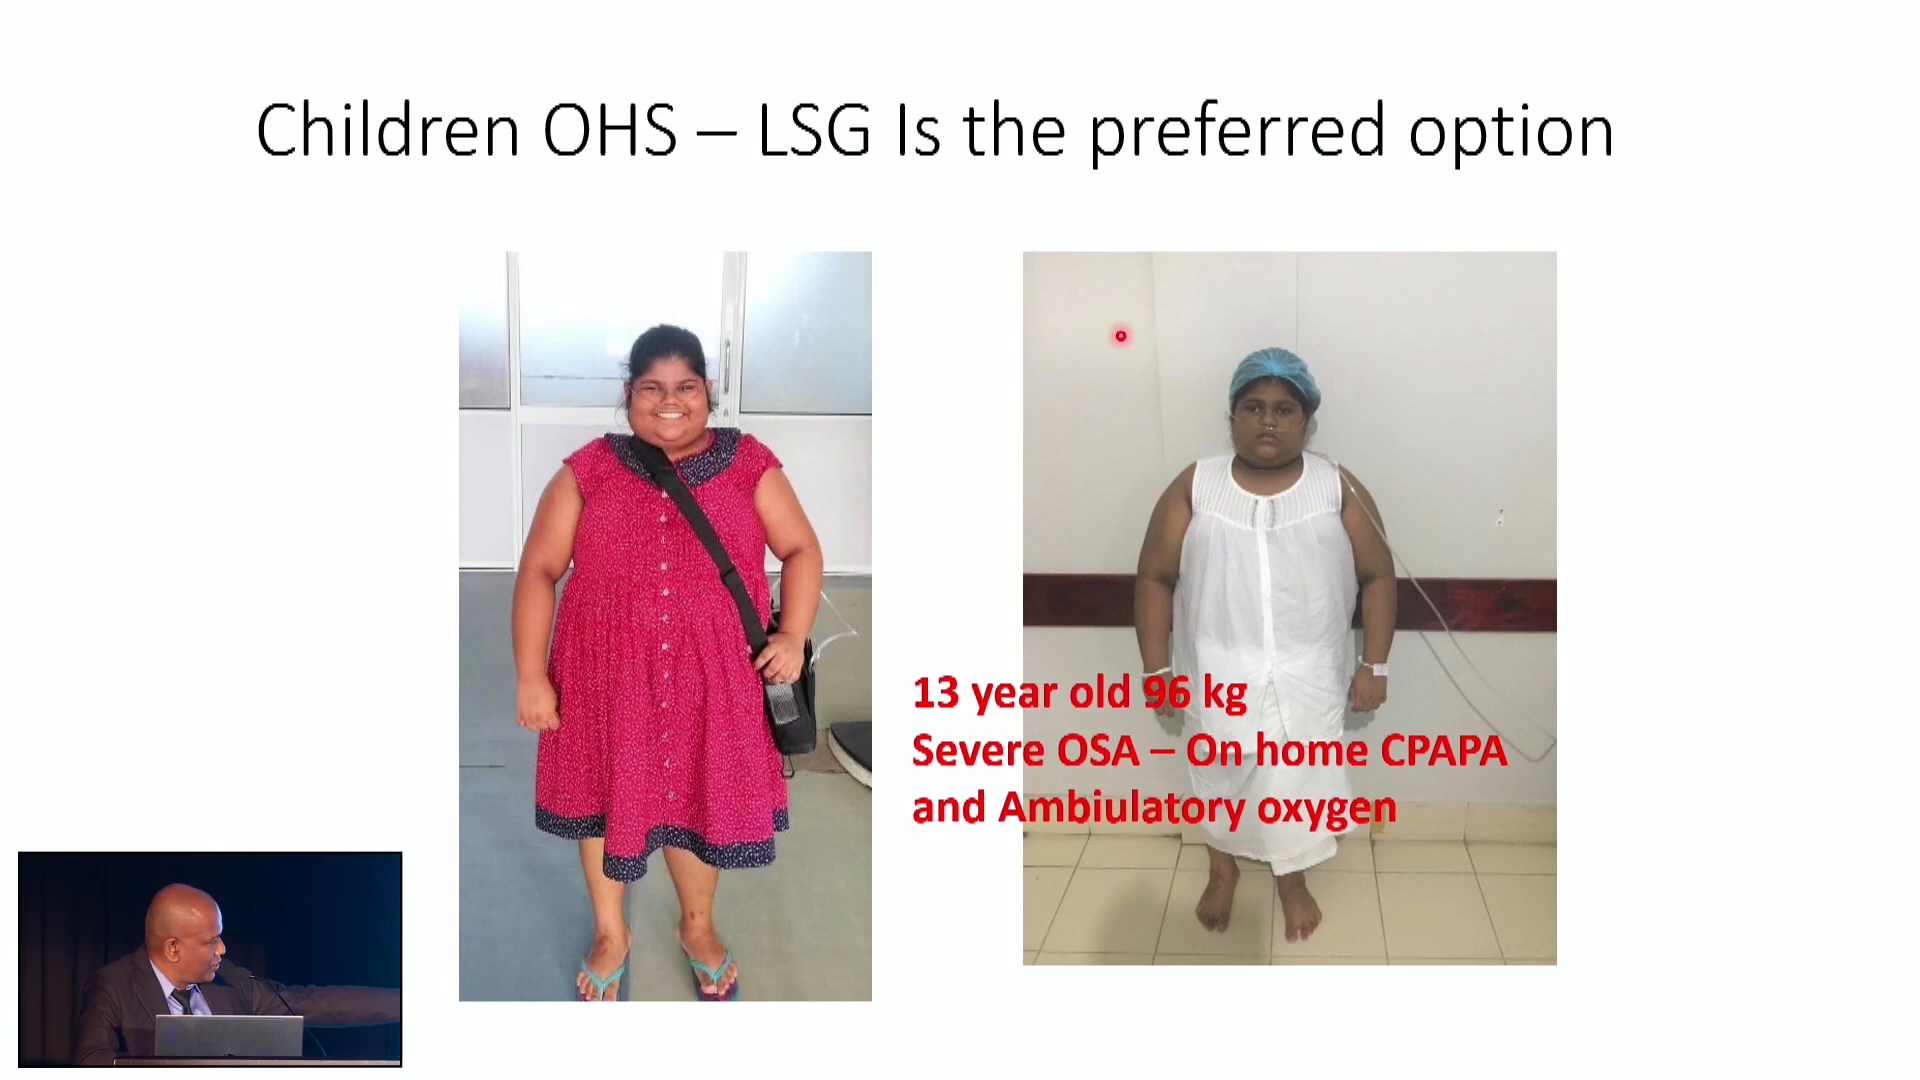 Children OHS – LSG Is the preferred option
13 year old 96 kg
Severe OSA – On home CPAPA
and Ambiulatory oxygen